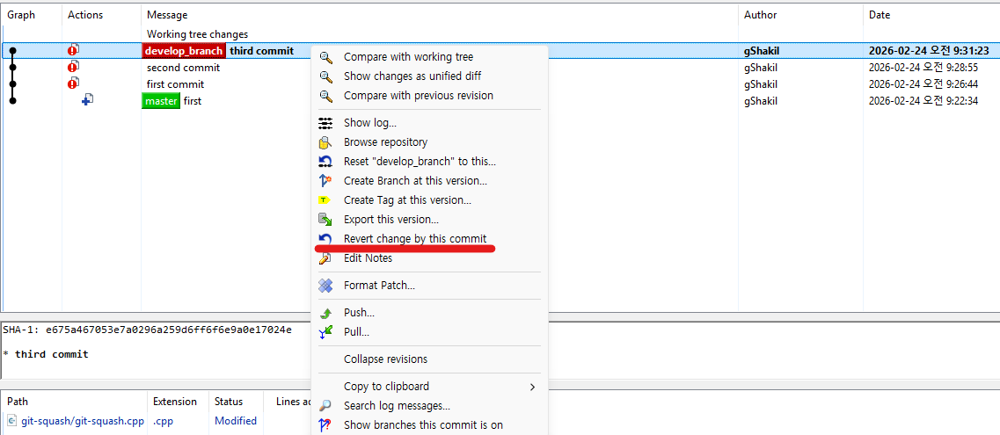 Graph Actions Message Author Date
Working tree changes
develop_branch third commit gShakil 2026-02-24 오전 9:31:23
second commit gShakil 2026-02-24 오전 9:28:55
first commit gShakil 2026-02-24 오전 9:26:44
master first gShakil 2026-02-24 오전 9:22:34
Compare with working tree
Show changes as unified diff
Compare with previous revision
Show log...
Browse repository
Reset "develop_branch" to this...
Create Branch at this version...
Create Tag at this version...
Export this version...
Revert change by this commit
Edit Notes
Format Patch...
Push...
Pull...
Collapse revisions
Copy to clipboard
Search log messages...
Show branches this commit is on
SHA-1: e675a467053e7a0296a259d6ff6f6e9a0e17024e
* third commit
Path Extension Status Lines ad
git-squash/git-squash.cpp .cpp Modified